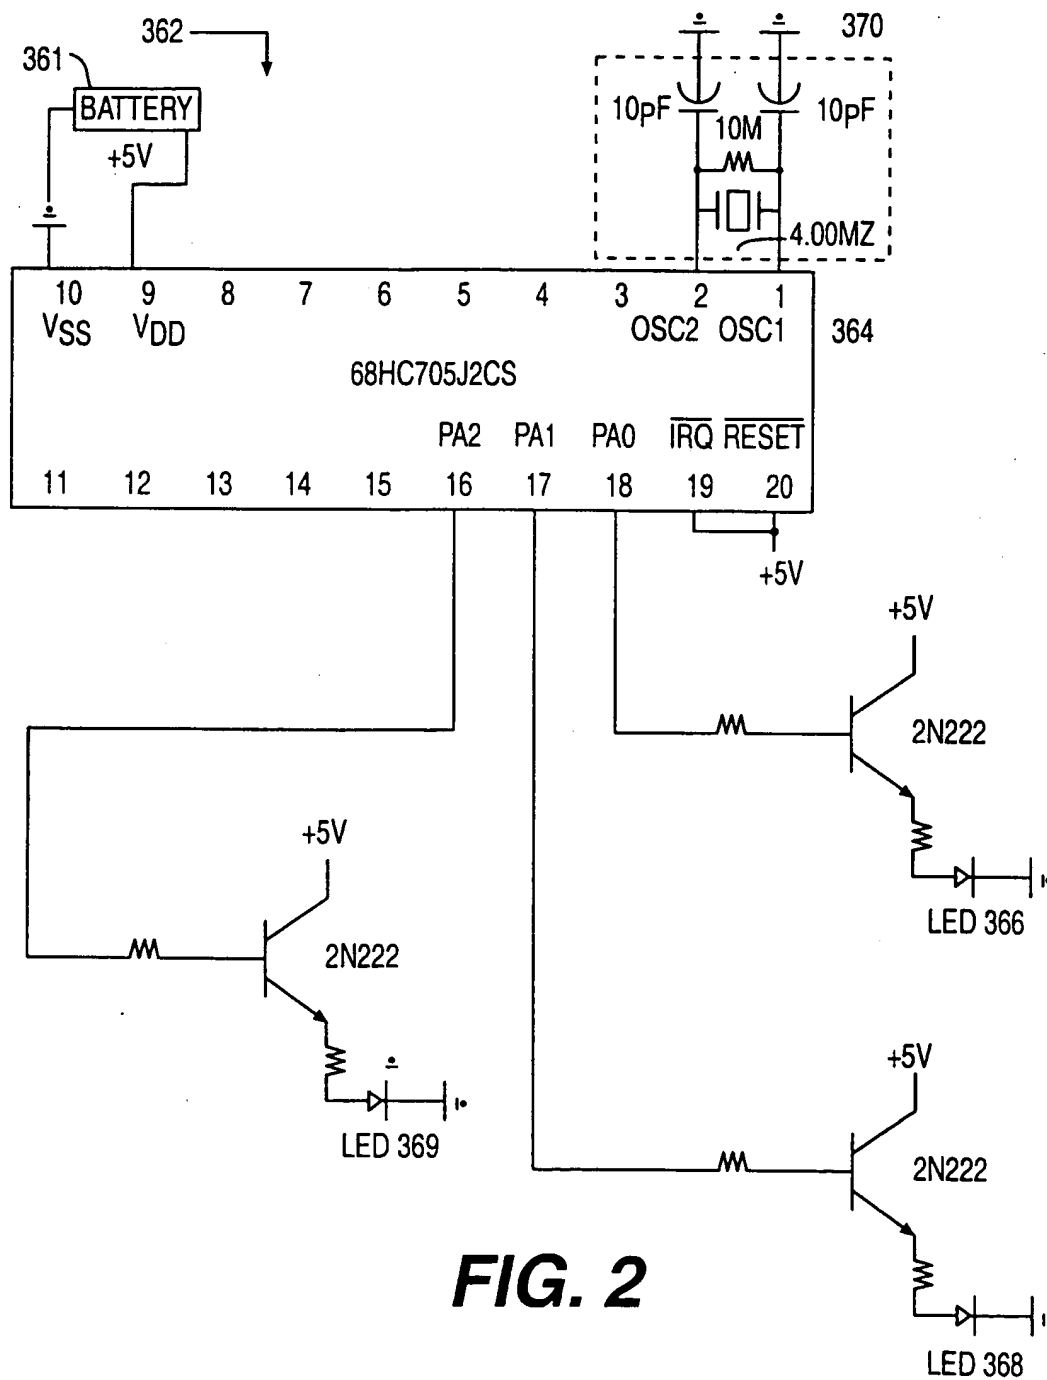 362
370
361
BATTERY
10pF
10pF
10M
+5V
4.00MZ
10 9 8 7 6 5 4 3 2 1
VSS VDD OSC2 OSC1
364
68HC705J2CS
PA2 PA1 PA0 IRQ RESET
11 12 13 14 15 16 17 18 19 20
+5V
+5V
2N222
+5V
LED 366
2N222
+5V
LED 369
2N222
FIG. 2
LED 368